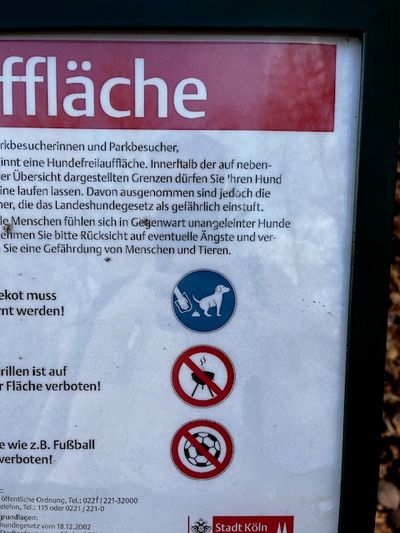 ffläche
rkbesucherinnen und Parkbesucher,
innt eine Hundefreilauffläche. Innerhalb der auf neben-
er Übersicht dargestellten Grenzen dürfen Sie Ihren Hund
ine laufen lassen. Davon ausgenommen sind jedoch die
ner, die das Landeshundegesetz als gefährlich einstuft.
le Menschen fühlen sich in Gegenwart unangeleinter Hunde
ehmen Sie bitte Rücksicht auf eventuelle Ängste und ver-
Sie eine Gefährdung von Menschen und Tieren.
ekot muss
rnt werden!
rillen ist auf
r Fläche verboten!
e wie z.B. Fußball
verboten!
öffentliche Ordnung, Tel.: 0221 / 221-32000
elefon, Tel.: 115 oder 0221 / 221-0
grundlagen:
hundegesetz vom 18.12.2002
Stadt Köln